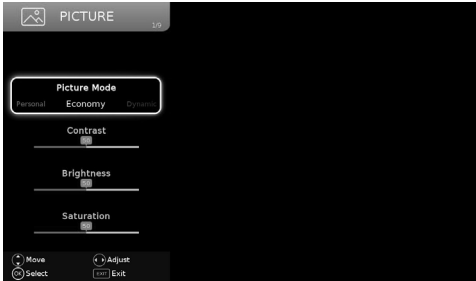 PICTURE
1/9
Picture Mode
Personal Economy Dynamic
Contrast
50
Brightness
50
Saturation
50
Move Adjust
OK Select EXIT Exit